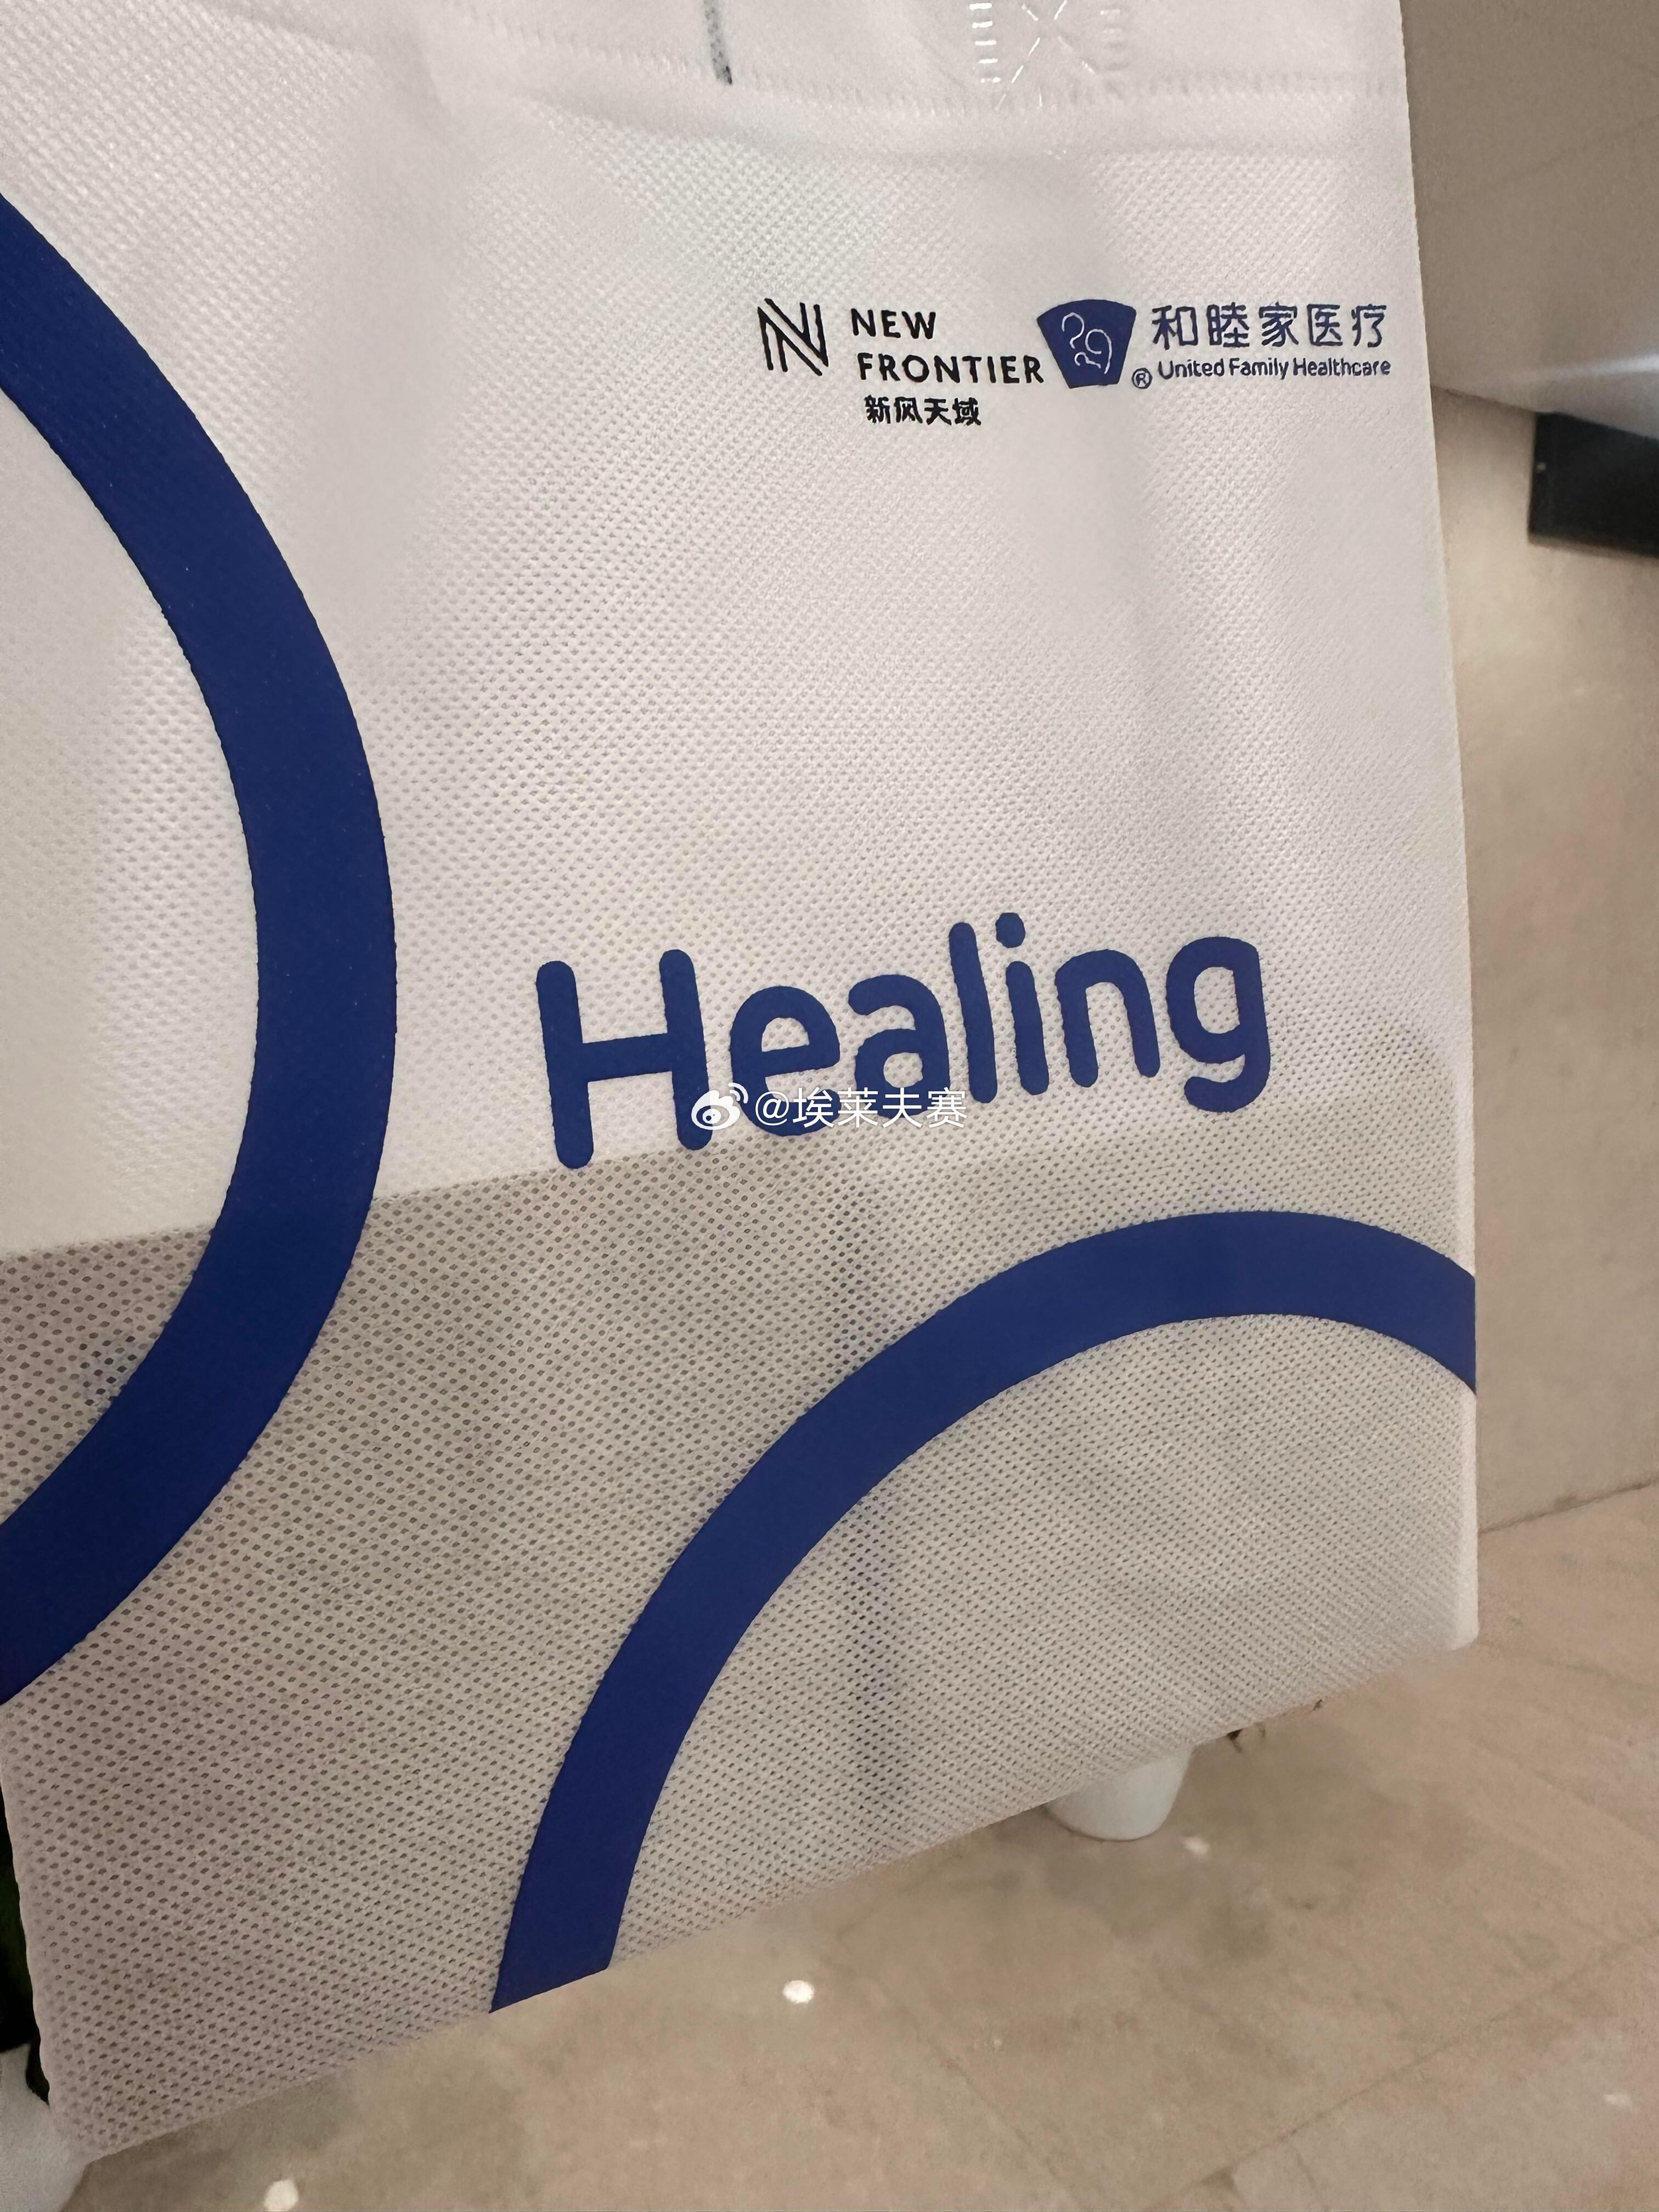 NEW
FRONTIER
新风天域
和睦家医疗
® United Family Healthcare
Healing
@埃莱夫赛